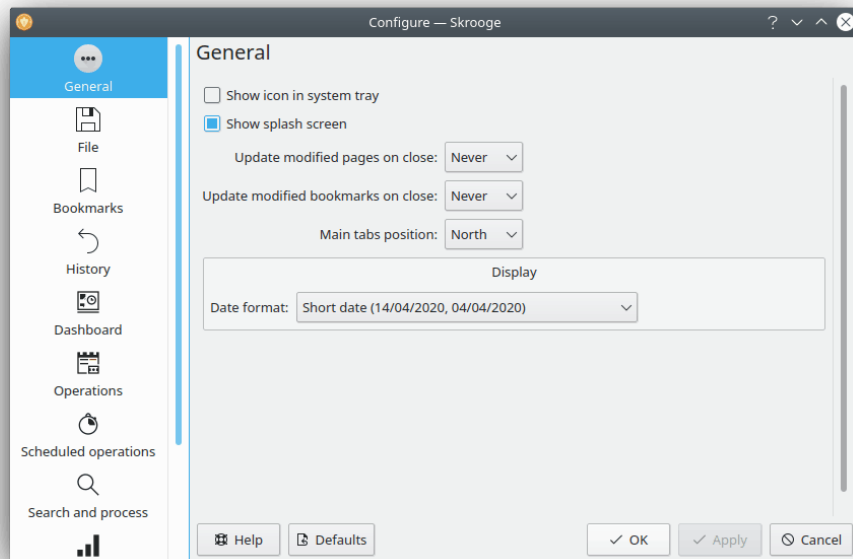 Configure — Skrooge
General
File
Bookmarks
History
Dashboard
Operations
Scheduled operations
Search and process
General
Show icon in system tray
Show splash screen
Update modified pages on close: Never
Update modified bookmarks on close: Never
Main tabs position: North
Display
Date format: Short date (14/04/2020, 04/04/2020)
Help Defaults OK Apply Cancel